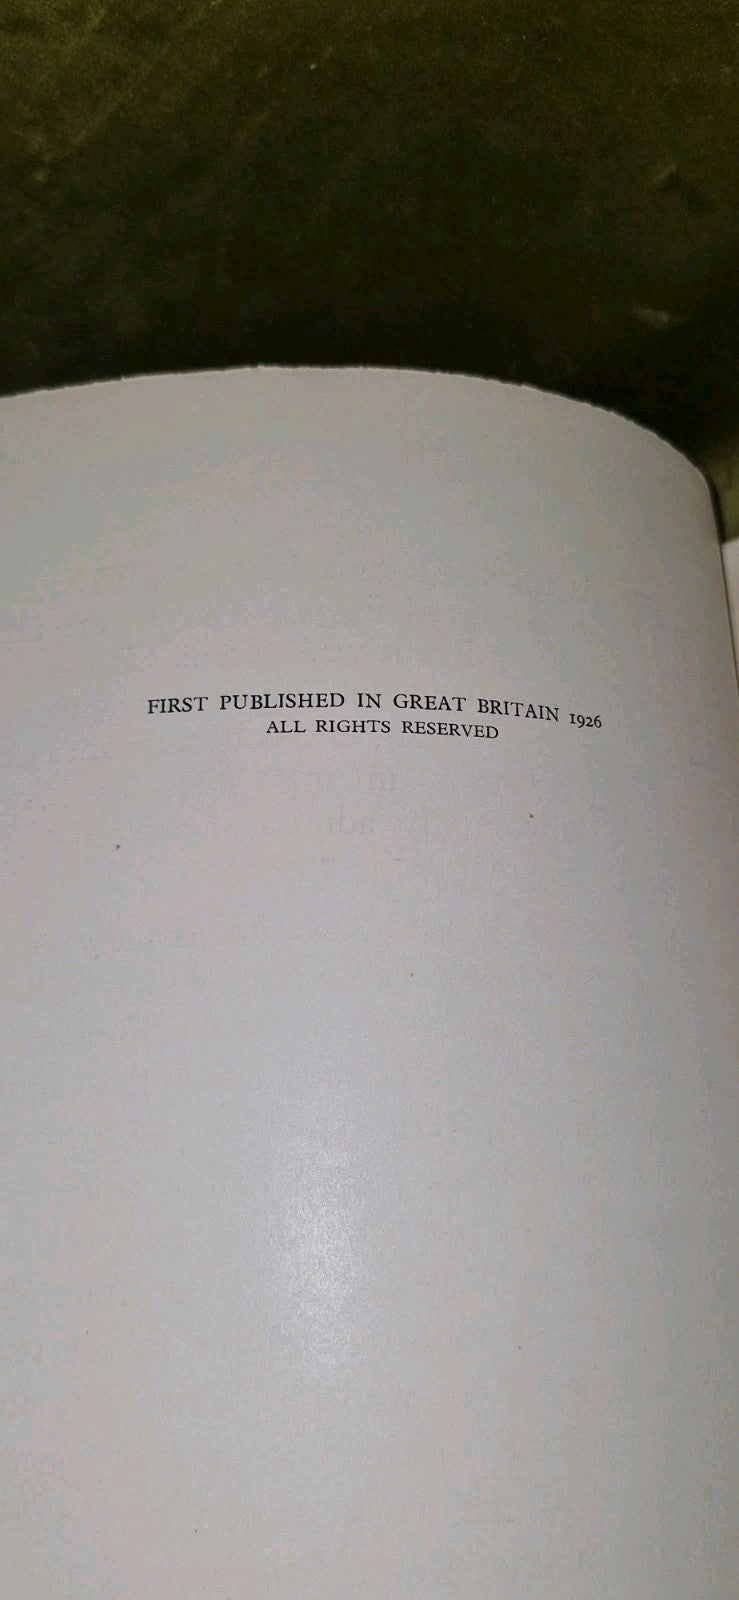 FIRST PUBLISHED IN GREAT BRITAIN 1926
ALL RIGHTS RESERVED